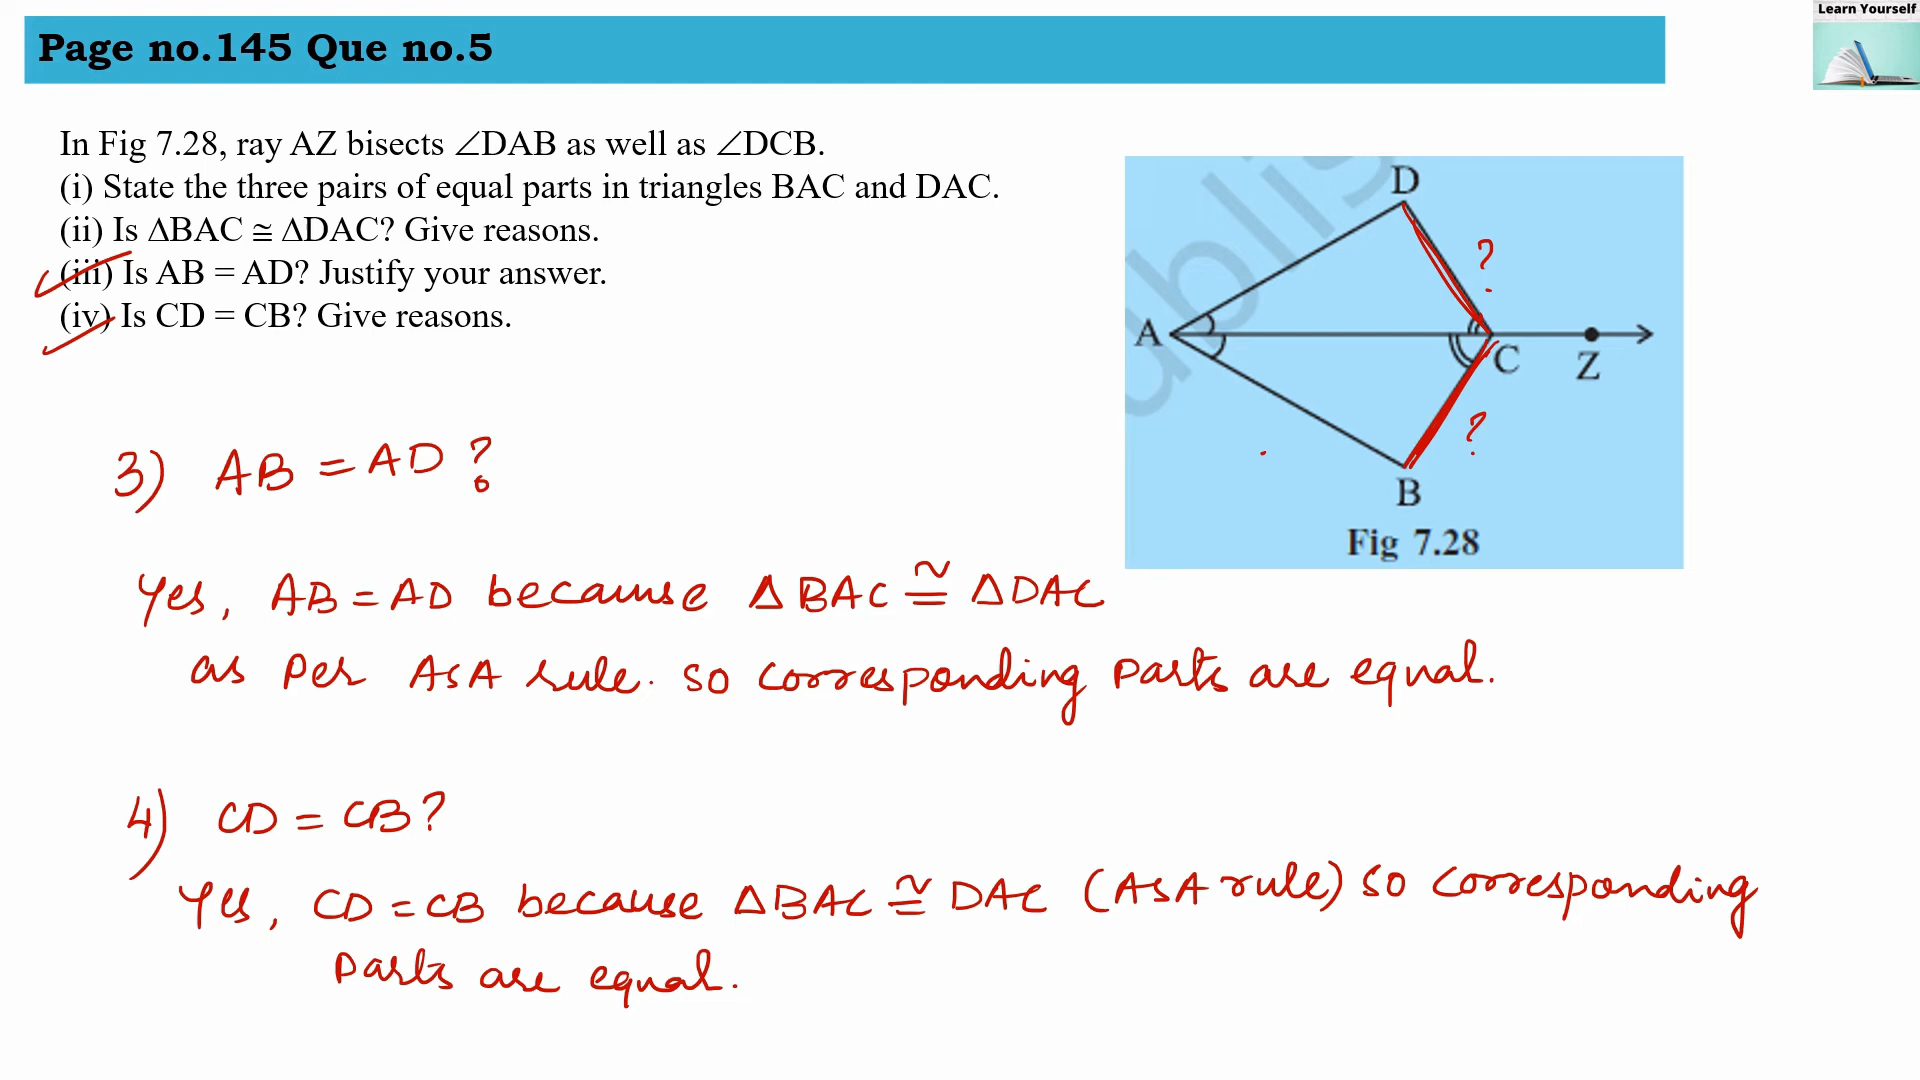 Learn Yourself
Page no.145 Que no.5
In Fig 7.28, ray AZ bisects ∠DAB as well as ∠DCB.
(i) State the three pairs of equal parts in triangles BAC and DAC.
(ii) Is ΔBAC ≅ ΔDAC? Give reasons.
(iii) Is AB = AD? Justify your answer.
(iv) Is CD = CB? Give reasons.
D
?
A
C
Z
?
B
Fig 7.28
ublis
3) AB = AD ?
Yes, AB = AD because Δ BAC ≅ Δ DAC
as per ASA rule. so corresponding parts are equal.
4) CD = CB?
Yes, CD = CB because Δ BAC ≅ DAC (ASA rule) so corresponding
parts are equal.